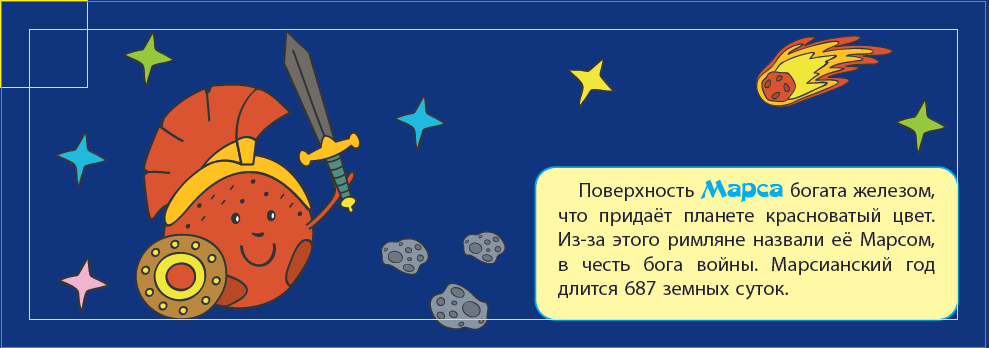 Поверхность Марса богата железом,
что придаёт планете красноватый цвет.
Из-за этого римляне назвали её Марсом,
в честь бога войны. Марсианский год
длится 687 земных суток.